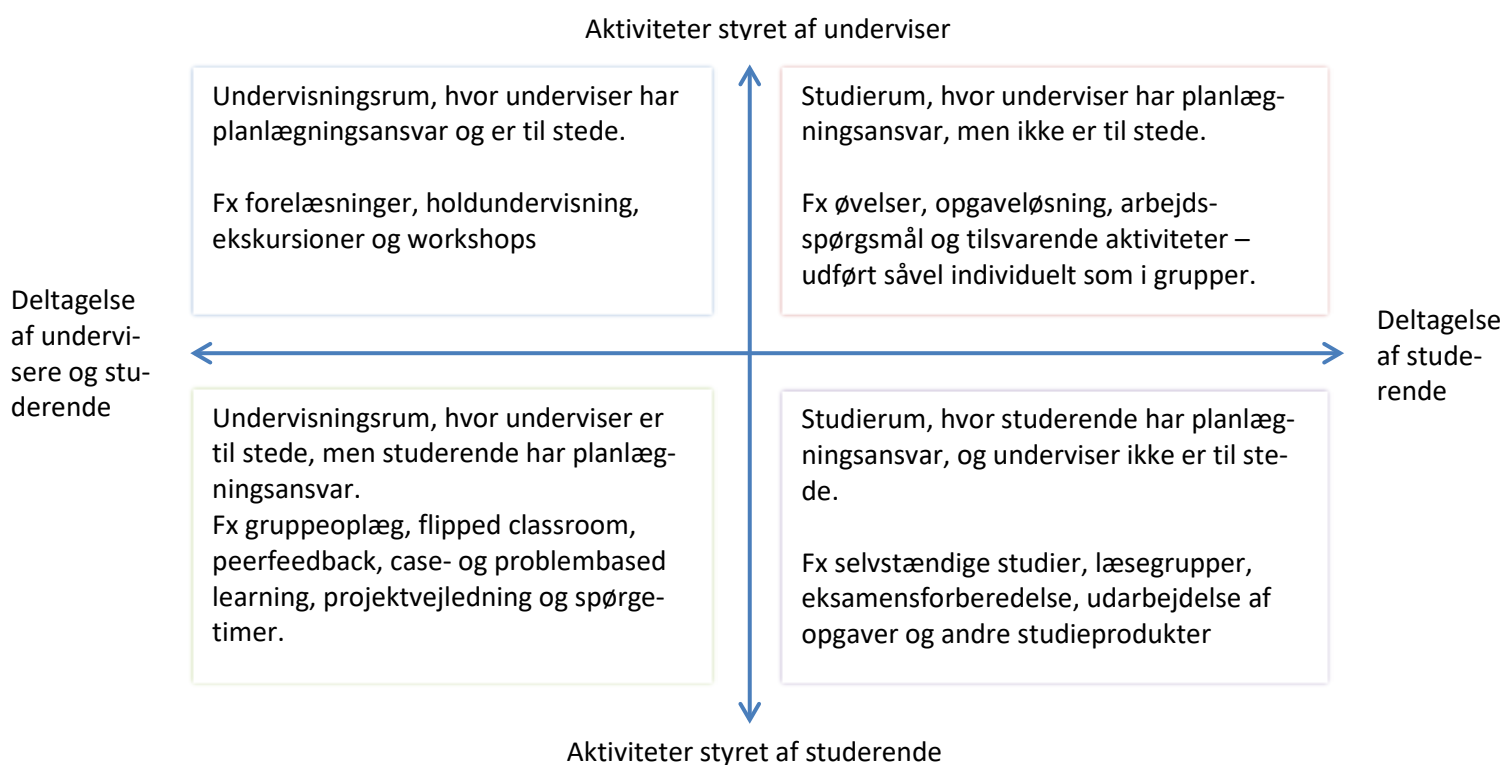 Aktiviteter styret af underviser
Undervisningsrum, hvor underviser har
planlægningsansvar og er til stede.
Fx forelæsninger, holdundervisning,
ekskursioner og workshops
Studierum, hvor underviser har planlæg-
ningsansvar, men ikke er til stede.
Fx øvelser, opgaveløsning, arbejds-
spørgsmål og tilsvarende aktiviteter –
udført såvel individuelt som i grupper.
Deltagelse
af undervi-
sere og stu-
derende
Deltagelse
af stude-
rende
Undervisningsrum, hvor underviser er
til stede, men studerende har planlæg-
ningsansvar.
Fx gruppeoplæg, flipped classroom,
peerfeedback, case- og problembased
learning, projektvejledning og spørge-
timer.
Studierum, hvor studerende har planlæg-
ningsansvar, og underviser ikke er til ste-
de.
Fx selvstændige studier, læsegrupper,
eksamensforberedelse, udarbejdelse af
opgaver og andre studieprodukter
Aktiviteter styret af studerende